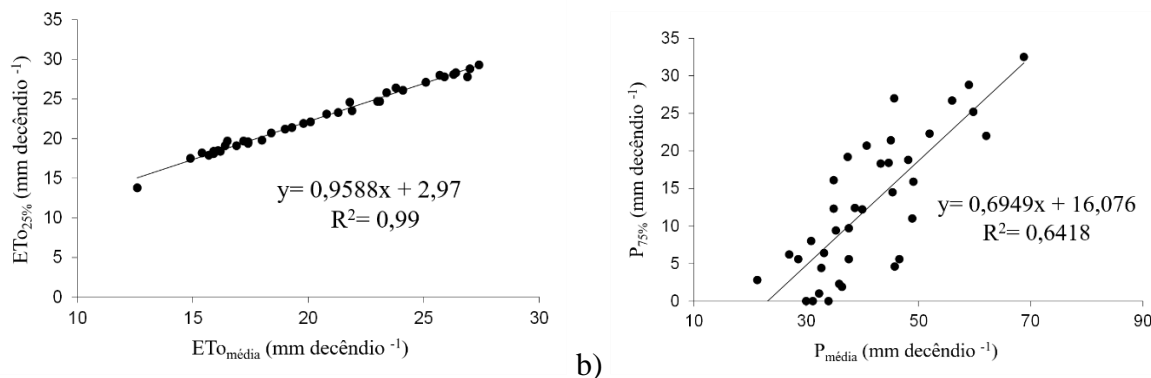 35
30
25
20
15
10
5
0
ETo25% (mm decêndio -1)
y= 0,9588x + 2,97
R2= 0,99
10 15 20 25 30
ETomédia (mm decêndio -1)
b)
35
30
25
20
15
10
5
0
P75% (mm decêndio -1)
y= 0,6949x + 16,076
R2= 0,6418
10 30 50 70 90
Pmédia (mm decêndio -1)